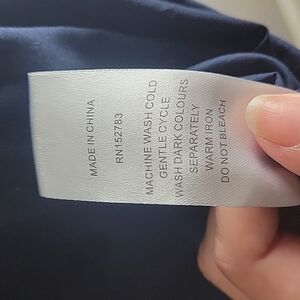 MADE IN CHINA
RN152783
MACHINE WASH COLD
GENTLE CYCLE
WASH DARK COLOURS
SEPARATELY
WARM IRON
DO NOT BLEACH